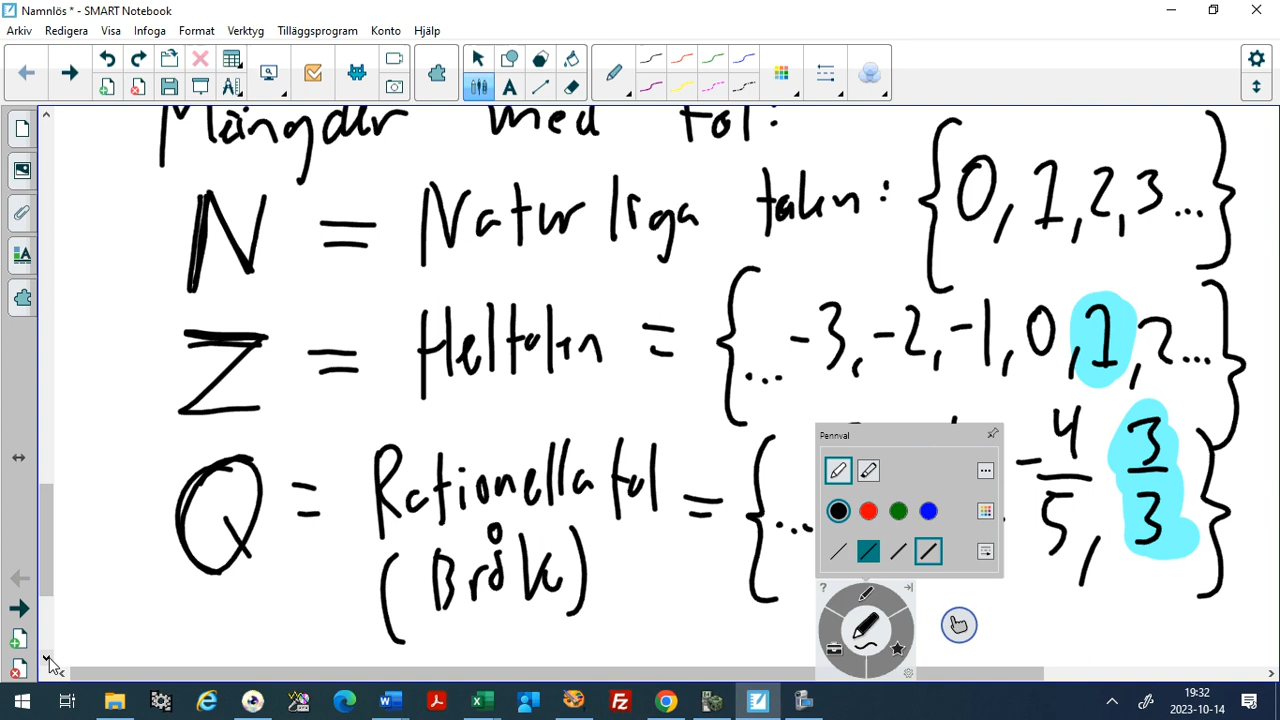 Namnlös * - SMART Notebook
Arkiv Redigera Visa Infoga Format Verktyg Tilläggsprogram Konto Hjälp
Mängder med tal:
N = Naturliga talen: {0, 1, 2, 3...}
Z = Heltalen = {... -3, -2, -1, 0, 1, 2...}
Q = Rationella tal = {... -4/5, 3/3}
(Bråk)
Pennval
19:32
2023-10-14